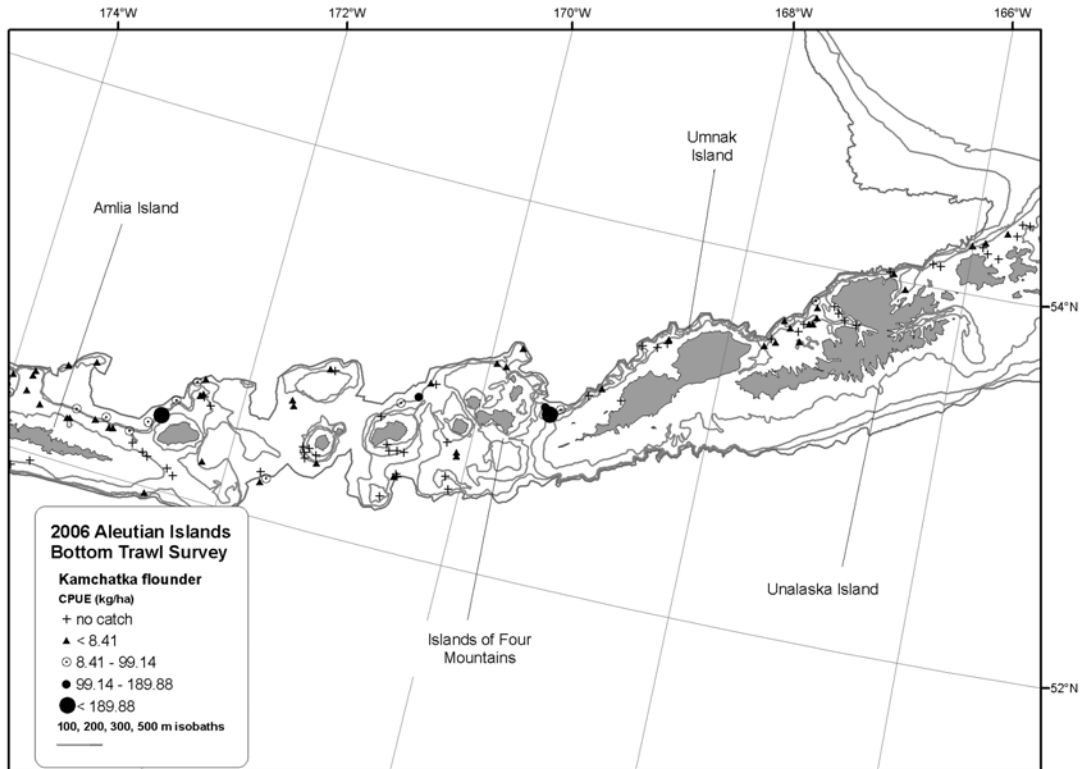 174°W
172°W
170°W
168°W
166°W
Umnak
Island
Amlia Island
54°N
Unalaska Island
Islands of Four
Mountains
52°N
2006 Aleutian Islands
Bottom Trawl Survey
Kamchatka flounder
CPUE (kg/ha)
no catch
< 8.41
8.41 - 99.14
99.14 - 189.88
< 189.88
100, 200, 300, 500 m isobaths